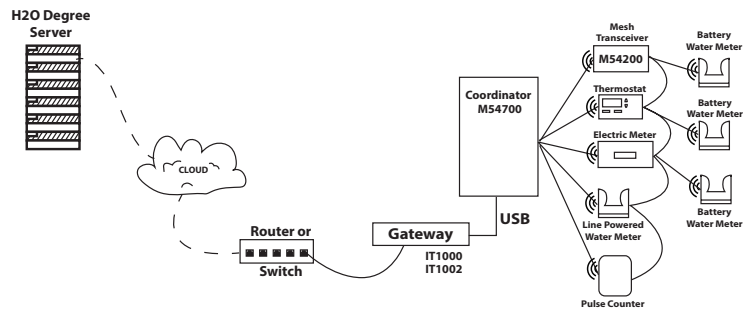 H2O Degree
Server
CLOUD
Router or
Switch
Gateway
IT1000
IT1002
USB
Coordinator
M54700
Mesh
Transceiver
M54200
Thermostat
Electric Meter
Line Powered
Water Meter
Pulse Counter
Battery
Water Meter
Battery
Water Meter
Battery
Water Meter